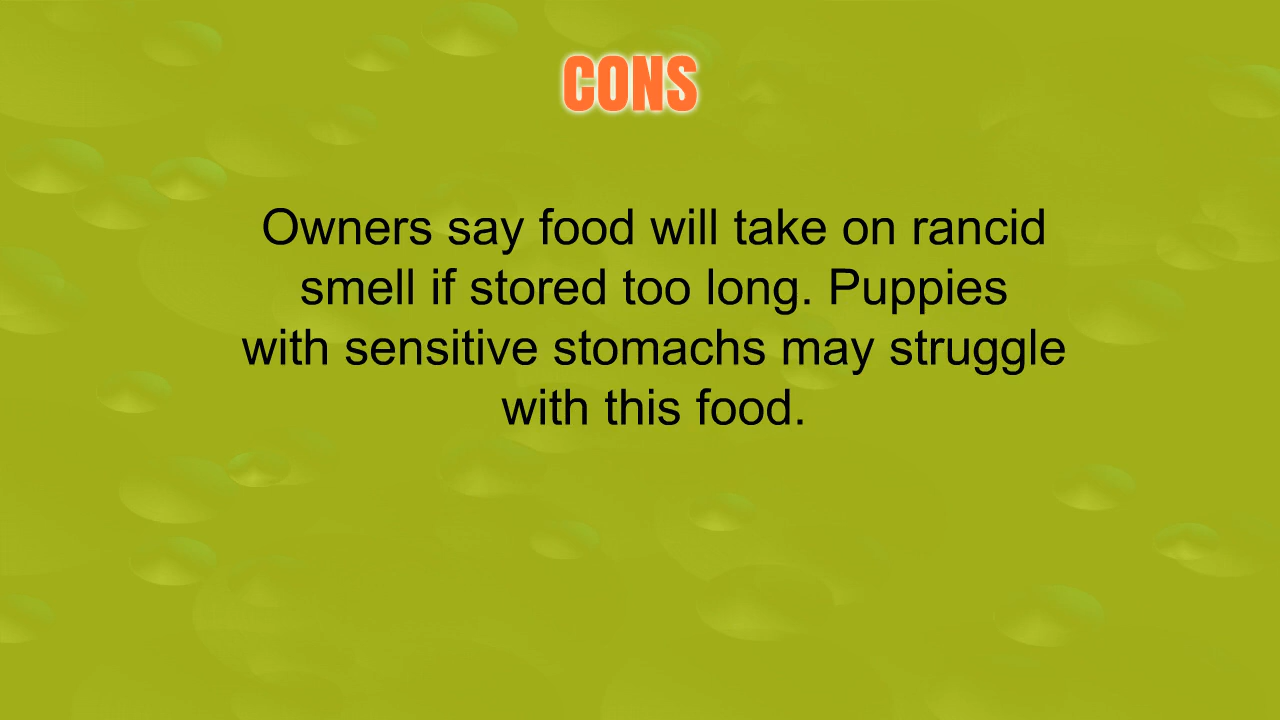 CONS
Owners say food will take on rancid
smell if stored too long. Puppies
with sensitive stomachs may struggle
with this food.